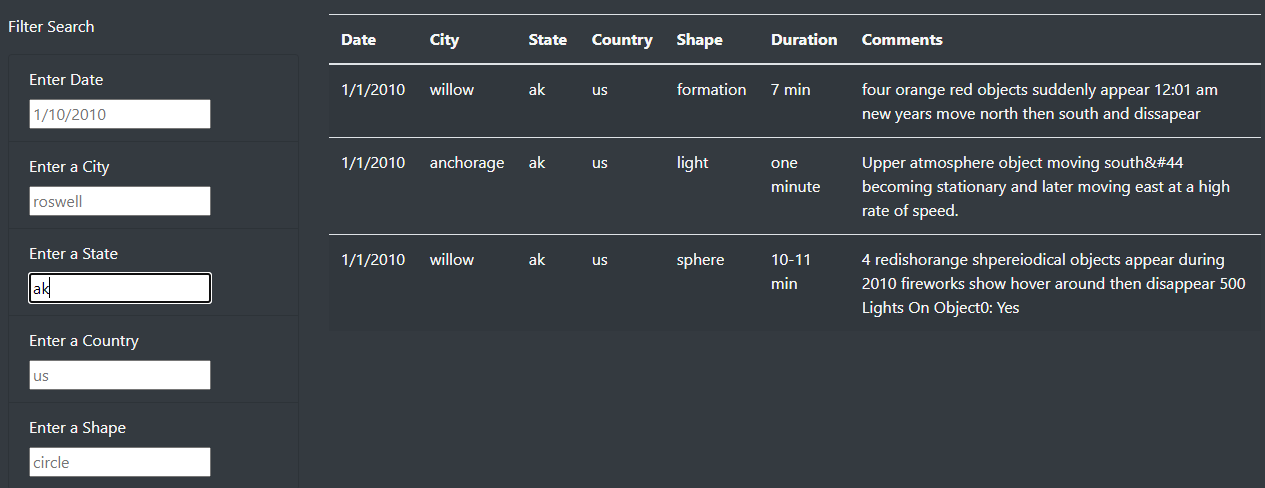 Filter Search
Enter Date
1/10/2010
Enter a City
roswell
Enter a State
ak
Enter a Country
us
Enter a Shape
circle
Date City State Country Shape Duration Comments
1/1/2010 willow ak us formation 7 min four orange red objects suddenly appear 12:01 am
new years move north then south and dissapear
1/1/2010 anchorage ak us light one Upper atmosphere object moving south&#44
minute becoming stationary and later moving east at a high
rate of speed.
1/1/2010 willow ak us sphere 10-11 4 redishorange shpereiodical objects appear during
min 2010 fireworks show hover around then disappear 500
Lights On Object0: Yes